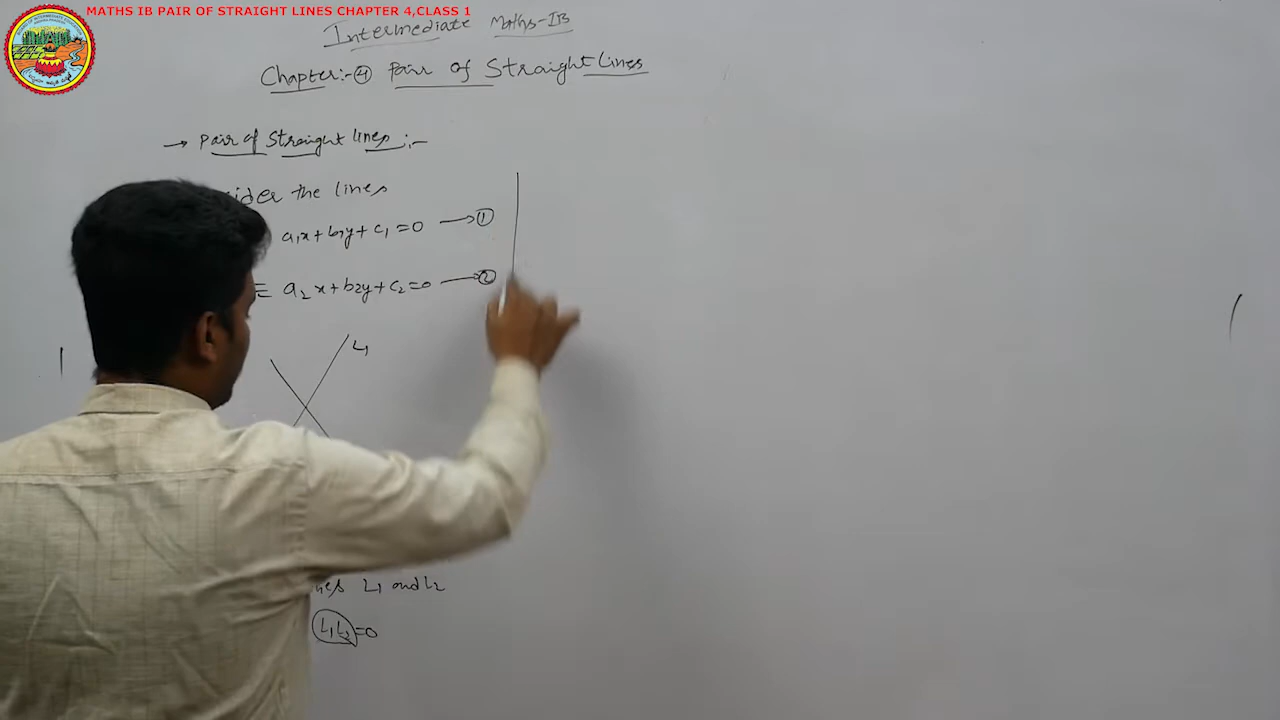 MATHS IB PAIR OF STRAIGHT LINES CHAPTER 4,CLASS 1
Intermediate Maths-IB
Chapter:-④ Pair of Straight Lines
→ Pair of Straight lines:-
the lines
a₁x+b₁y+c₁=0 → ①
≡ a₂x+b₂y+c₂=0 → ②
L₁
L₁ and L₂
L₁L₂=0